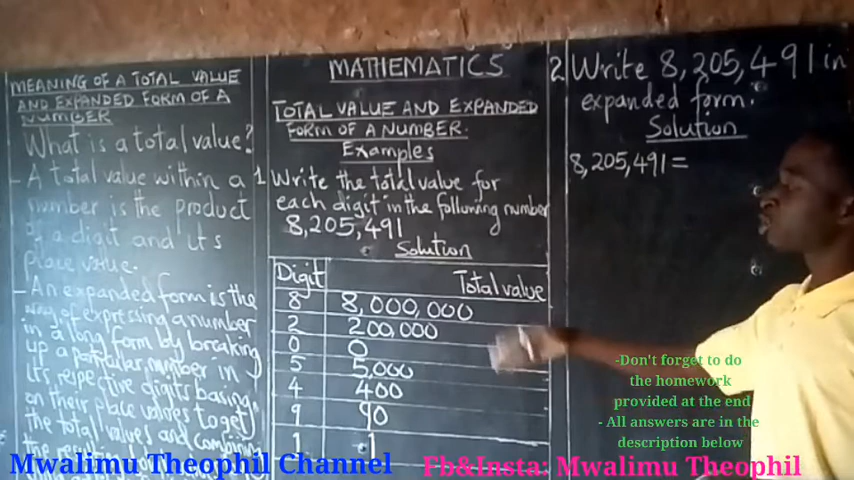 MEANING OF A TOTAL VALUE
AND EXPANDED FORM OF A
NUMBER
What is a total value?
- A total value within a
number is the product
of a digit and its
place value.
- An expanded form is the
way of expressing a number
in a long form by breaking
up a particular number in
its respective digits basing
on their place values to get
the total values and
MATHEMATICS
TOTAL VALUE AND EXPANDED
FORM OF A NUMBER.
Examples
1 Write the total value for
each digit in the following number
8,205,491
Solution
Digit Total value
8 8,000,000
2 200,000
0 0
5 5,000
4 400
9 90
1 1
2 Write 8,205,491 in
expanded form.
Solution
8,205,491=
-Don't forget to do
the homework
provided at the end
- All answers are in the
description below
Mwalimu Theophil Channel
Fb&Insta: Mwalimu Theophil